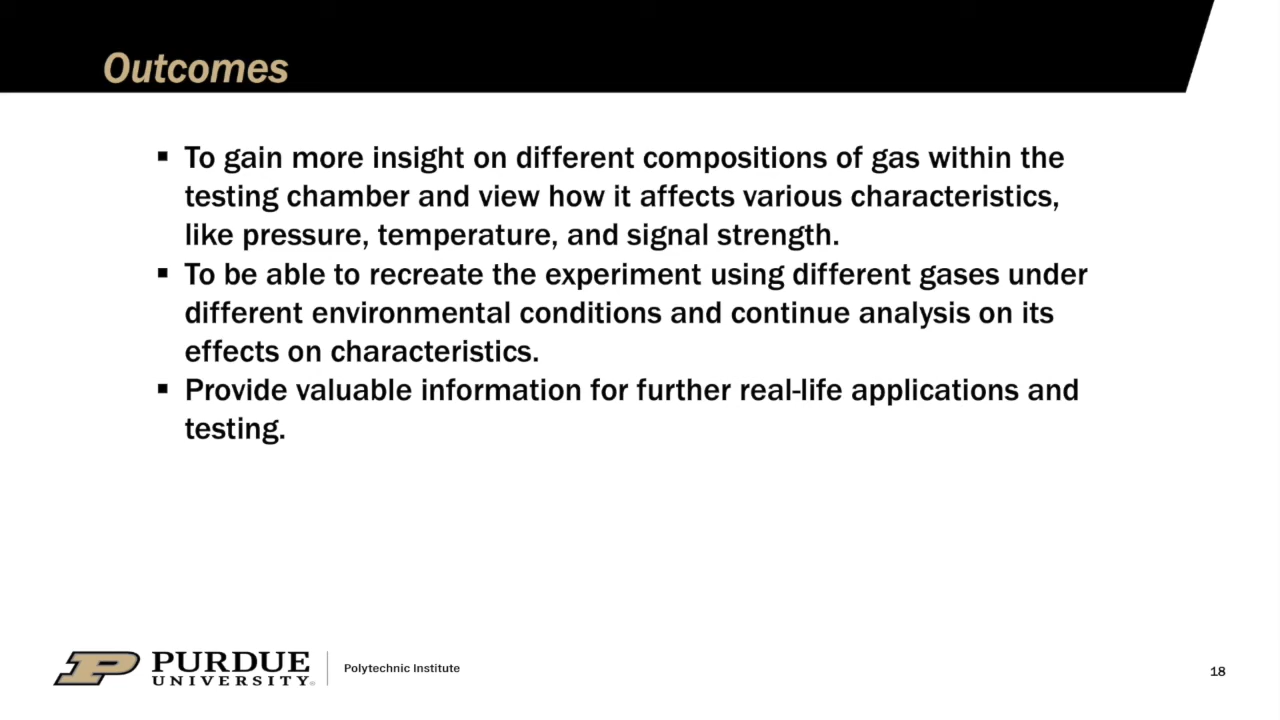 Outcomes
▪ To gain more insight on different compositions of gas within the
testing chamber and view how it affects various characteristics,
like pressure, temperature, and signal strength.
▪ To be able to recreate the experiment using different gases under
different environmental conditions and continue analysis on its
effects on characteristics.
▪ Provide valuable information for further real-life applications and
testing.
P PURDUE
UNIVERSITY®
Polytechnic Institute
18